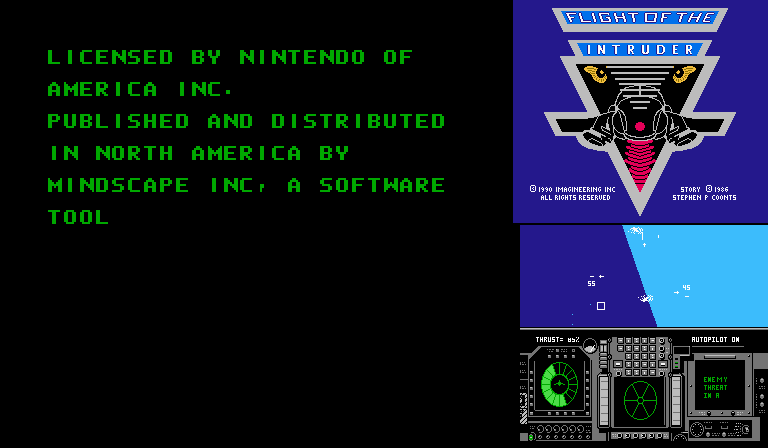 LICENSED BY NINTENDO OF
AMERICA INC.
PUBLISHED AND DISTRIBUTED
IN NORTH AMERICA BY
MINDSCAPE INC, A SOFTWARE
TOOL
FLIGHT OF THE
INTRUDER
© 1990 IMAGINEERING INC
ALL RIGHTS RESERVED
STORY © 1986
STEPHEN P COONTS
55
45
THRUST= 85%
AUTOPILOT ON
ENEMY
THREAT
IN A